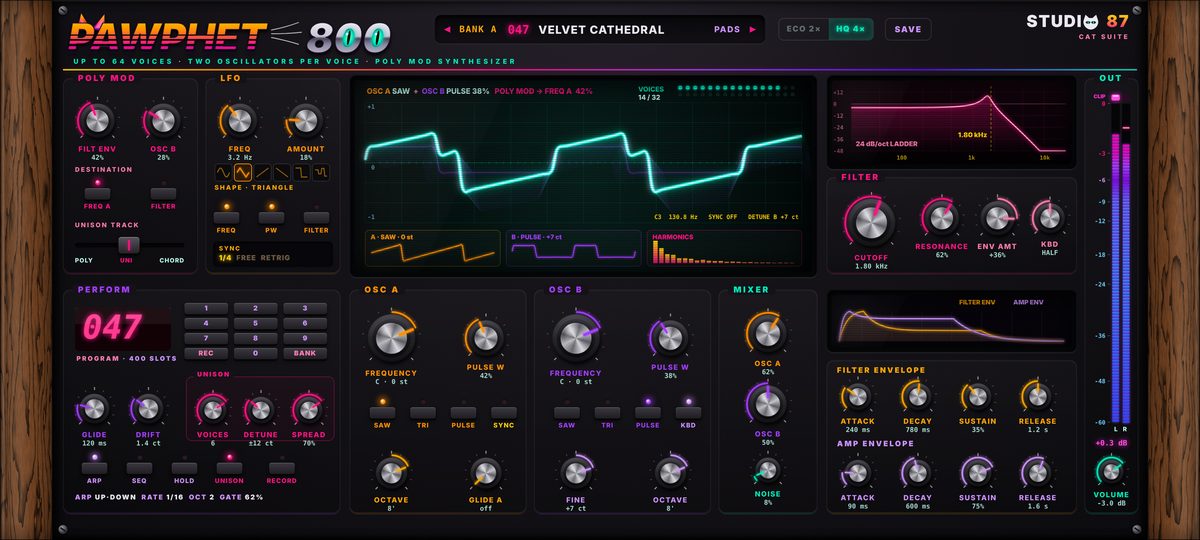 PAWPHET 800
UP TO 64 VOICES · TWO OSCILLATORS PER VOICE · POLY MOD SYNTHESIZER
◀ BANK A 047 VELVET CATHEDRAL PADS ▶
ECO 2× HQ 4× SAVE
STUDIO 87
CAT SUITE
POLY MOD
FILT ENV OSC B
42% 28%
DESTINATION
FREQ A FILTER
UNISON TRACK
POLY UNI CHORD
LFO
FREQ AMOUNT
3.2 Hz 18%
SHAPE · TRIANGLE
FREQ PW FILTER
SYNC
1/4 FREE RETRIG
OSC A SAW + OSC B PULSE 38% POLY MOD → FREQ A 42%
VOICES
14 / 32
+1
0
-1
C3 130.8 Hz SYNC OFF DETUNE B +7 ct
A · SAW · 0 st
B · PULSE · +7 ct
HARMONICS
+12
0
-12
-24
-36
-48
1.80 kHz
24 dB/oct LADDER
100 1k 10k
FILTER
CUTOFF RESONANCE ENV AMT KBD
1.80 kHz 62% +36% HALF
OUT
CLIP
0
-3
-6
-9
-12
-18
-24
-36
-48
-60
L R
+0.3 dB
VOLUME
-3.0 dB
PERFORM
047
PROGRAM · 400 SLOTS
1 2 3
4 5 6
7 8 9
REC 0 BANK
UNISON
GLIDE DRIFT VOICES DETUNE SPREAD
120 ms 1.4 ct 6 ±12 ct 70%
ARP SEQ HOLD UNISON RECORD
ARP UP-DOWN RATE 1/16 OCT 2 GATE 62%
OSC A
FREQUENCY PULSE W
C · 0 st 42%
SAW TRI PULSE SYNC
OCTAVE GLIDE A
8' off
OSC B
FREQUENCY PULSE W
C · 0 st 38%
SAW TRI PULSE KBD
FINE OCTAVE
+7 ct 8'
MIXER
OSC A
62%
OSC B
50%
NOISE
8%
FILTER ENV AMP ENV
FILTER ENVELOPE
ATTACK DECAY SUSTAIN RELEASE
240 ms 780 ms 35% 1.2 s
AMP ENVELOPE
ATTACK DECAY SUSTAIN RELEASE
90 ms 600 ms 75% 1.6 s